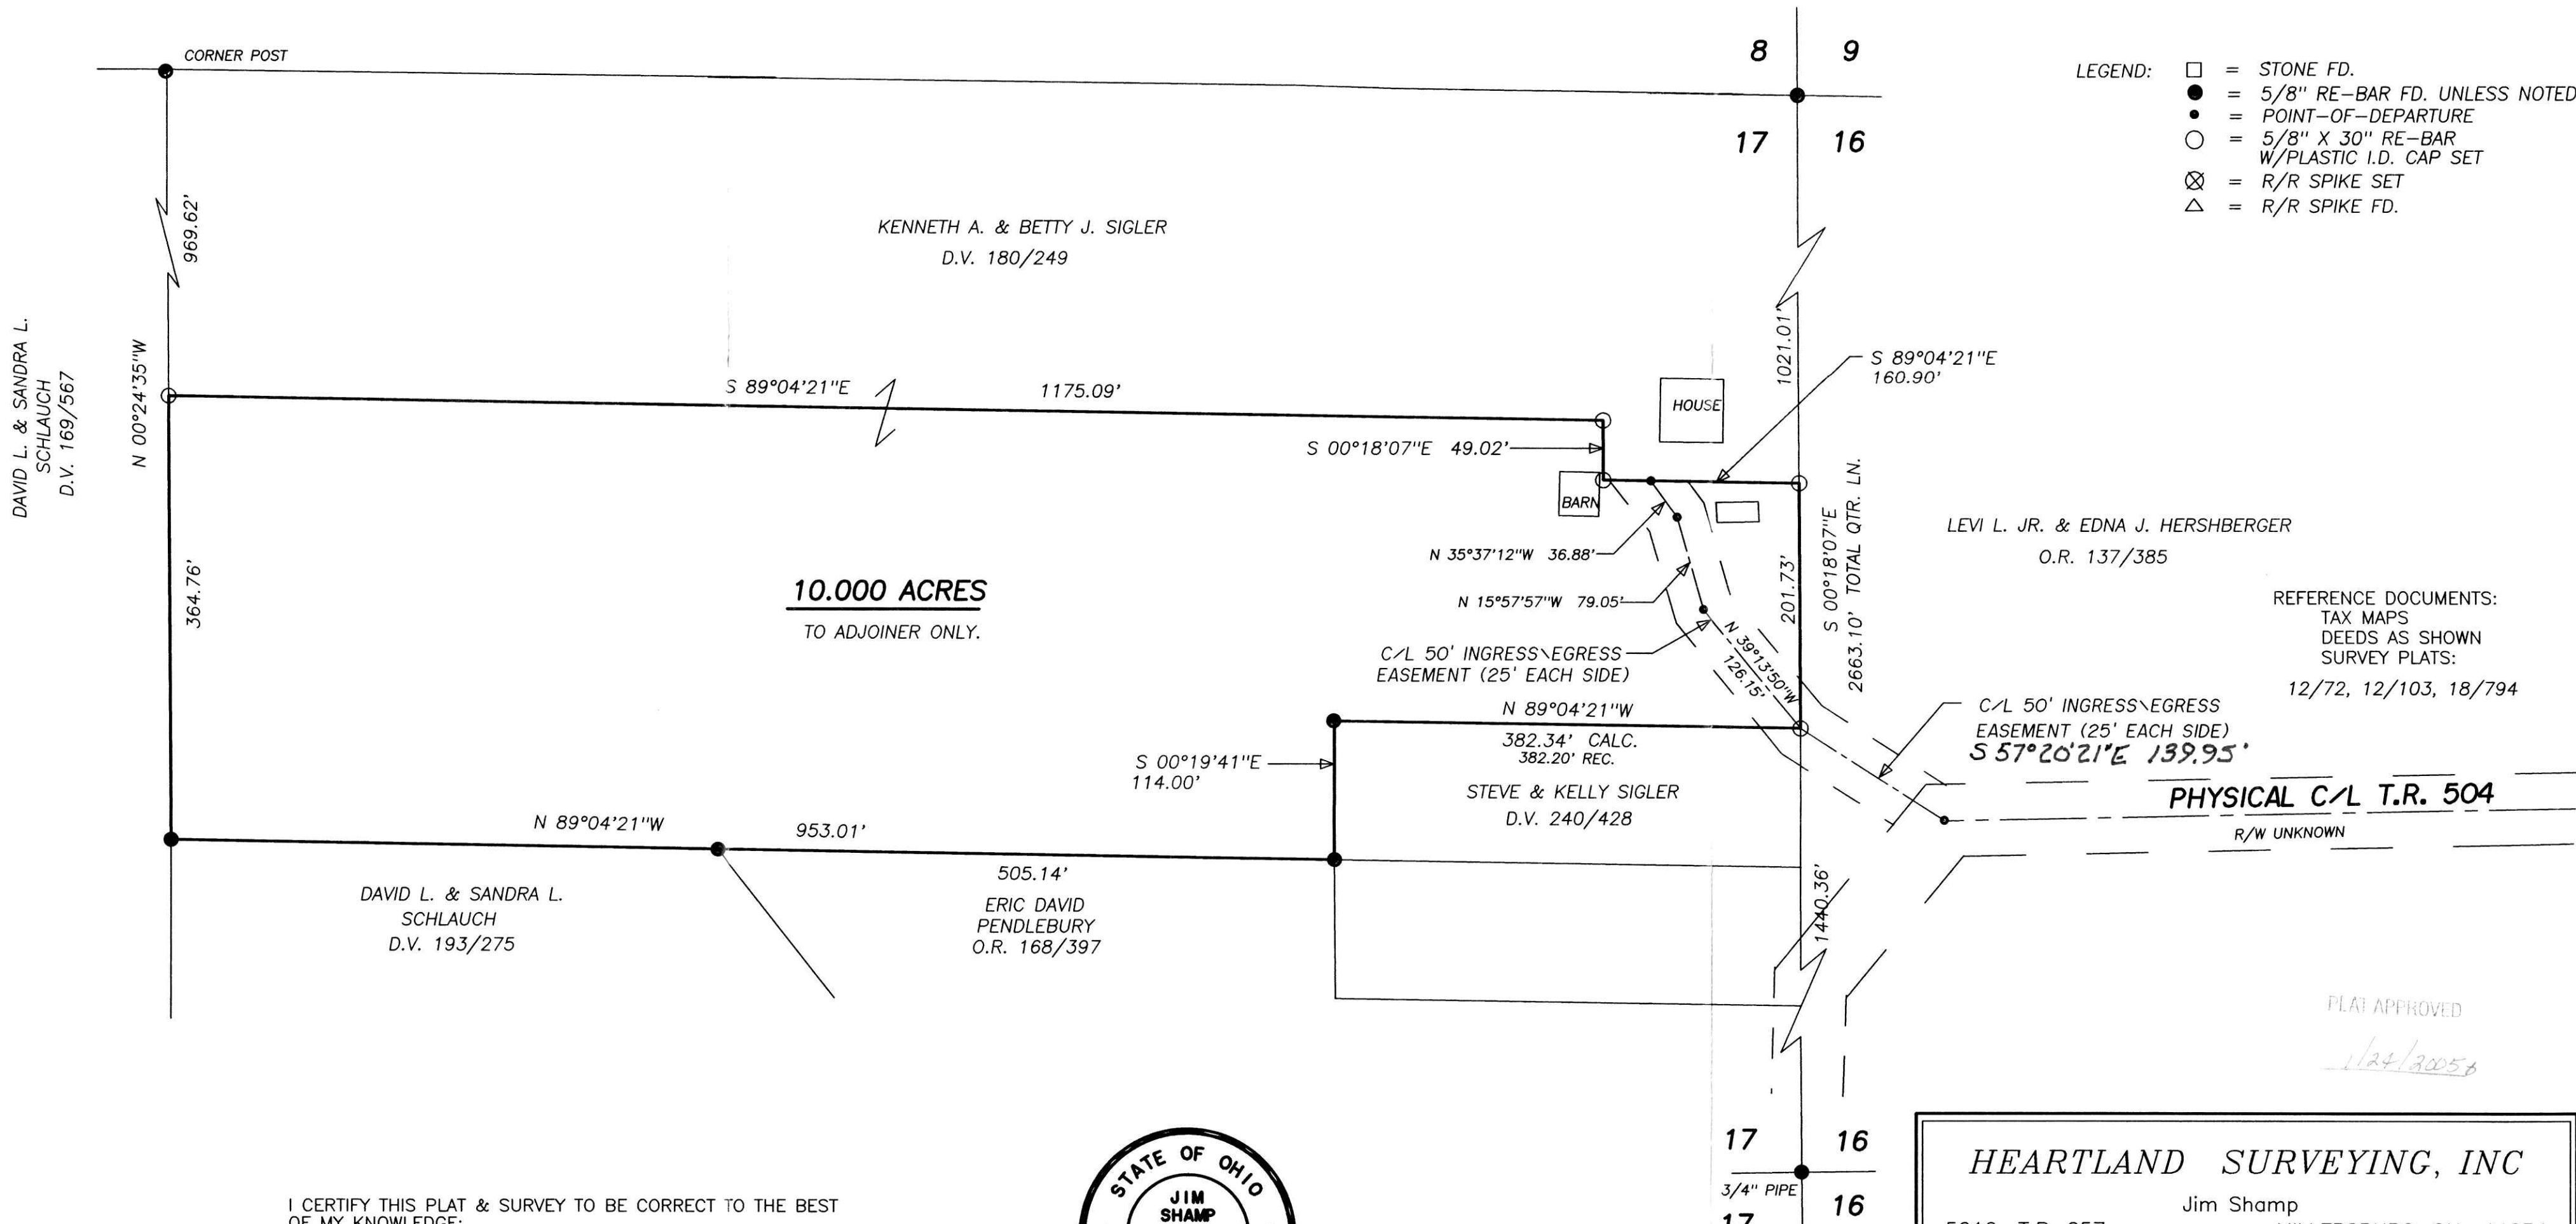 CORNER POST
8 9
17 16
LEGEND: □ = STONE FD.
● = 5/8" RE-BAR FD. UNLESS NOTED
• = POINT-OF-DEPARTURE
○ = 5/8" X 30" RE-BAR
W/PLASTIC I.D. CAP SET
⊗ = R/R SPIKE SET
△ = R/R SPIKE FD.
969.62'
KENNETH A. & BETTY J. SIGLER
D.V. 180/249
DAVID L. & SANDRA L.
SCHLAUCH
D.V. 169/567
N 00°24'35"W
1021.01'
S 89°04'21"E
160.90'
S 89°04'21"E 1175.09'
HOUSE
S 00°18'07"E 49.02'
BARN
N 35°37'12"W 36.88'
N 15°57'57"W 79.05'
C/L 50' INGRESS\EGRESS
EASEMENT (25' EACH SIDE)
N 39°13'50"W
126.15'
201.73'
S 00°18'07"E
2663.10' TOTAL QTR. LN.
LEVI L. JR. & EDNA J. HERSHBERGER
O.R. 137/385
364.76'
10.000 ACRES
TO ADJOINER ONLY.
REFERENCE DOCUMENTS:
TAX MAPS
DEEDS AS SHOWN
SURVEY PLATS:
12/72, 12/103, 18/794
N 89°04'21"W
382.34' CALC.
382.20' REC.
C/L 50' INGRESS\EGRESS
EASEMENT (25' EACH SIDE)
S 57°20'21"E 139.95'
S 00°19'41"E
114.00'
STEVE & KELLY SIGLER
D.V. 240/428
PHYSICAL C/L T.R. 504
R/W UNKNOWN
N 89°04'21"W
953.01'
505.14'
DAVID L. & SANDRA L.
SCHLAUCH
D.V. 193/275
ERIC DAVID
PENDLEBURY
O.R. 168/397
1440.36'
PLAT APPROVED
1/24/2005
17 16
3/4" PIPE
17 16
STATE OF OHIO
JIM
SHAMP
I CERTIFY THIS PLAT & SURVEY TO BE CORRECT TO THE BEST
OF MY KNOWLEDGE:
HEARTLAND SURVEYING, INC
Jim Shamp